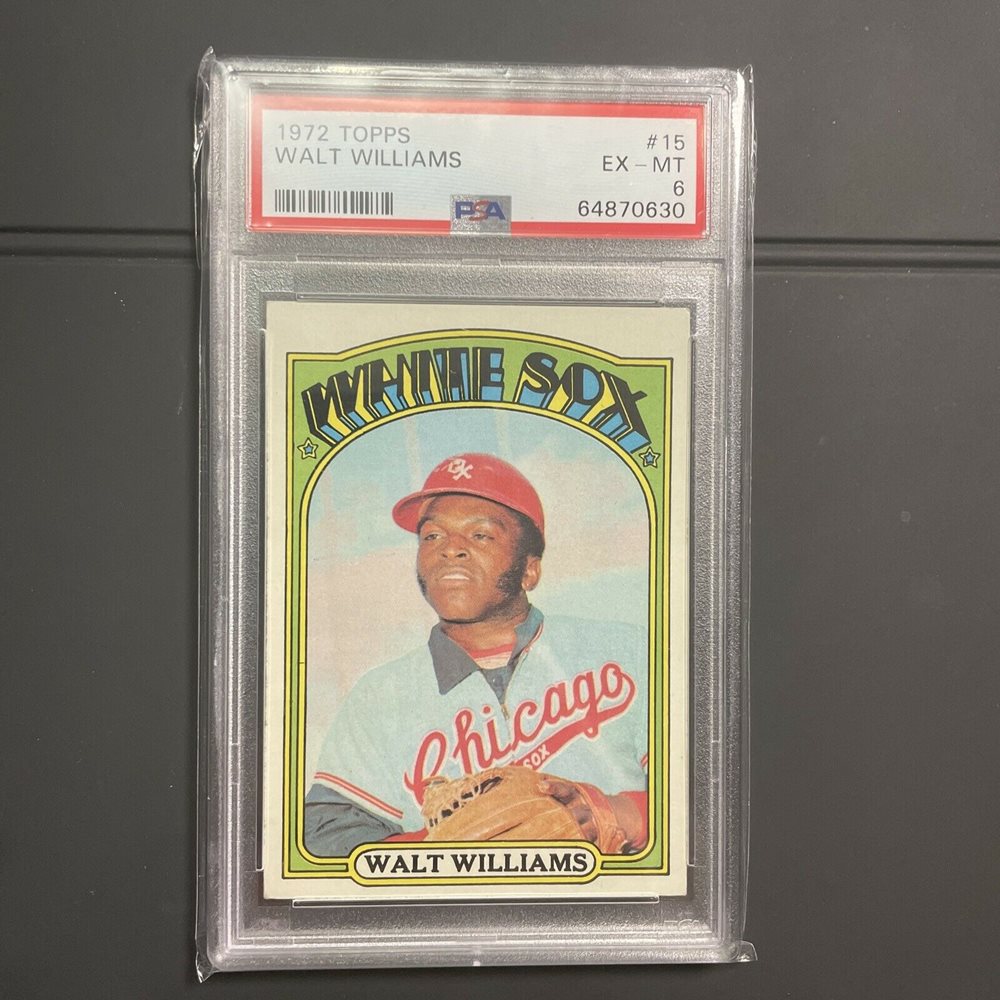 1972 TOPPS
WALT WILLIAMS
#15
EX - MT
6
64870630
PSA
WHITE SOX
SOX
Chicago
SOX
WALT WILLIAMS